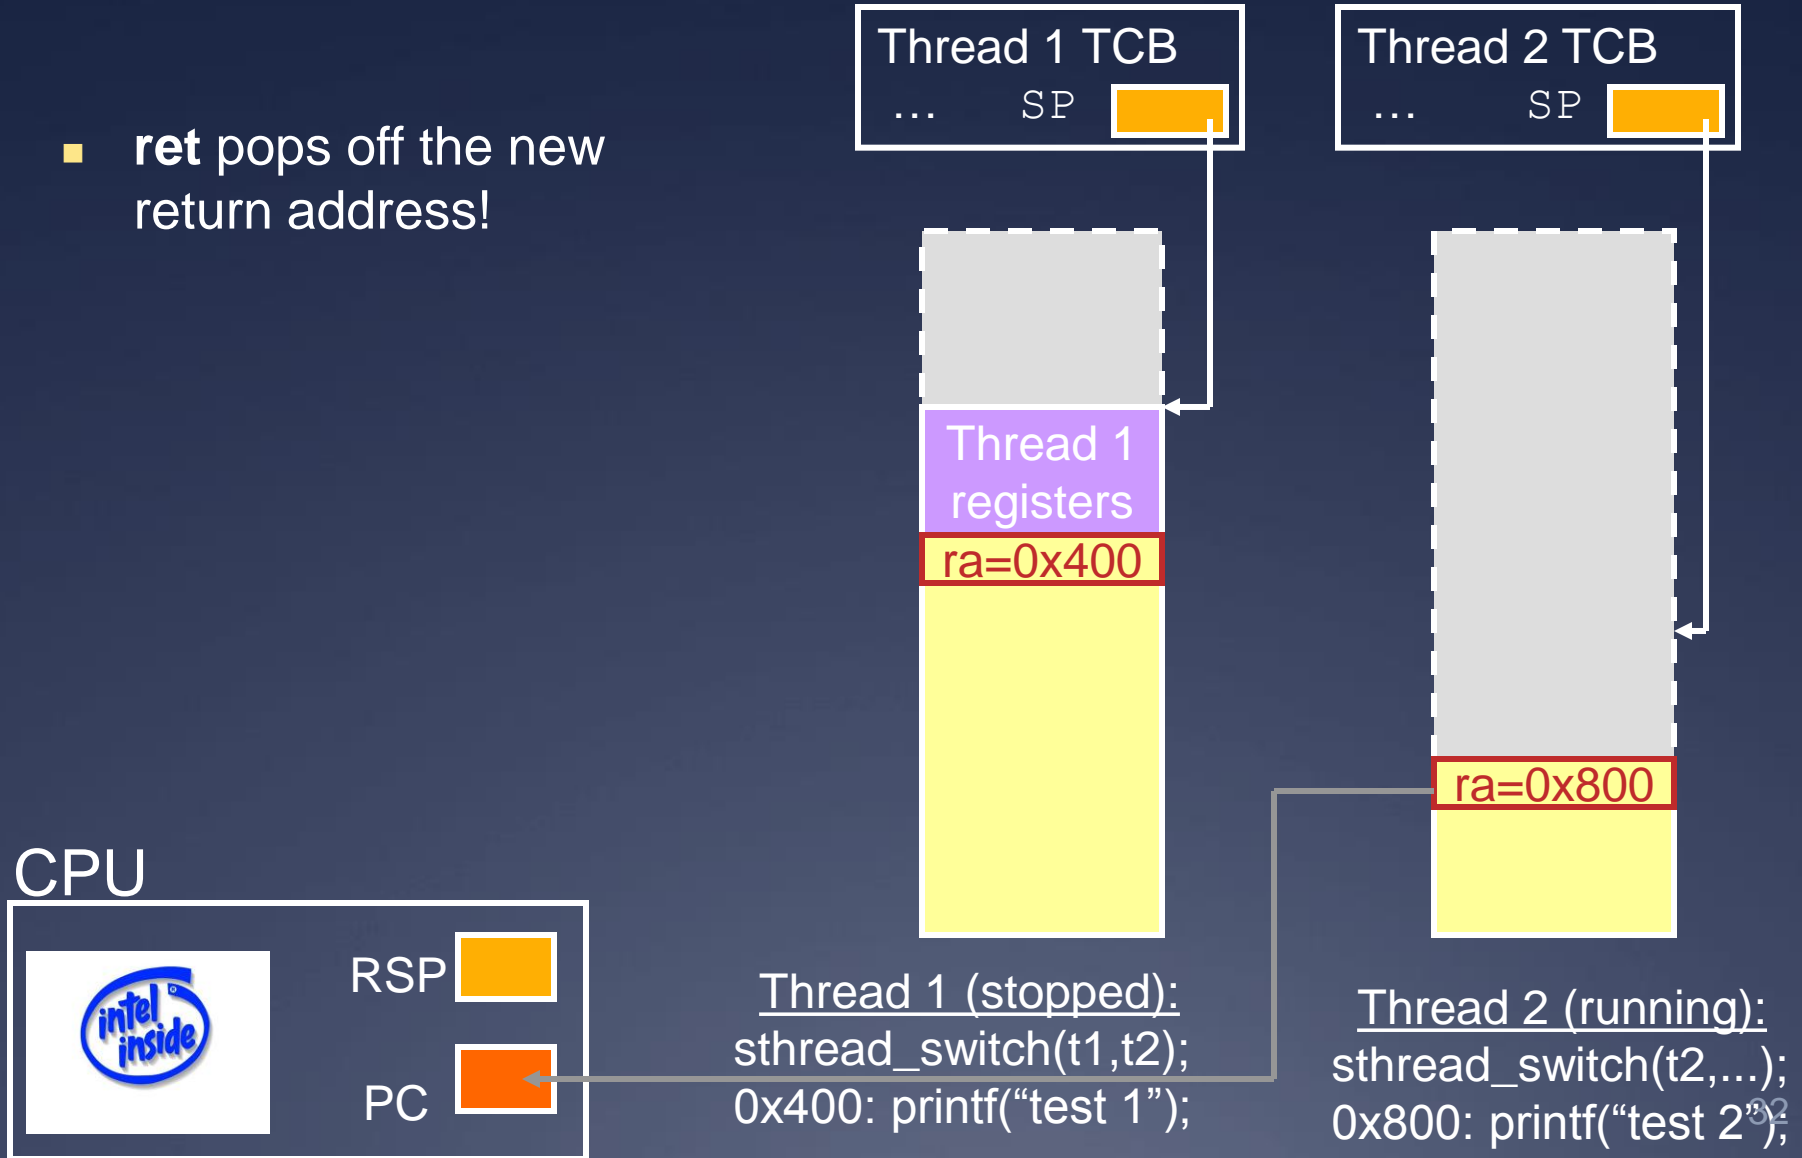 Thread 1 TCB
... SP
Thread 2 TCB
... SP
▪ ret pops off the new
return address!
Thread 1
registers
ra=0x400
ra=0x800
CPU
RSP
PC
intel®
inside
Thread 1 (stopped):
sthread_switch(t1,t2);
0x400: printf(“test 1”);
Thread 2 (running):
sthread_switch(t2,...);
0x800: printf(“test 2”);
32